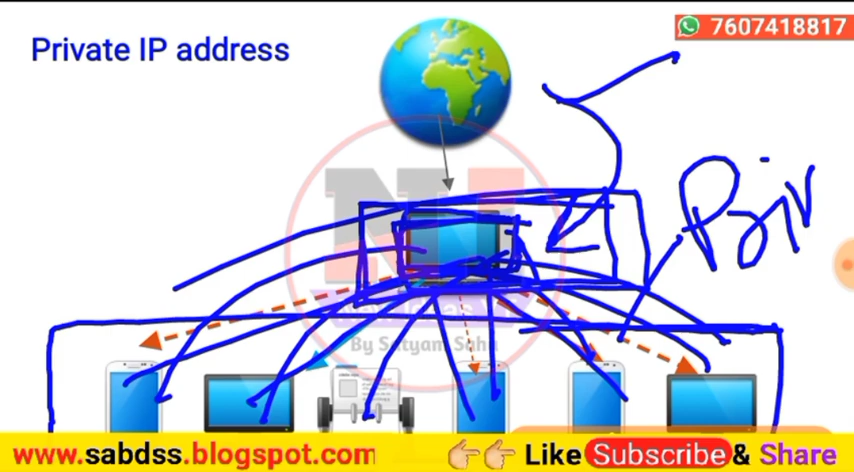 Private IP address
7607418817
By Satyam Sahu
www.sabdss.blogspot.com
Like Subscribe & Share